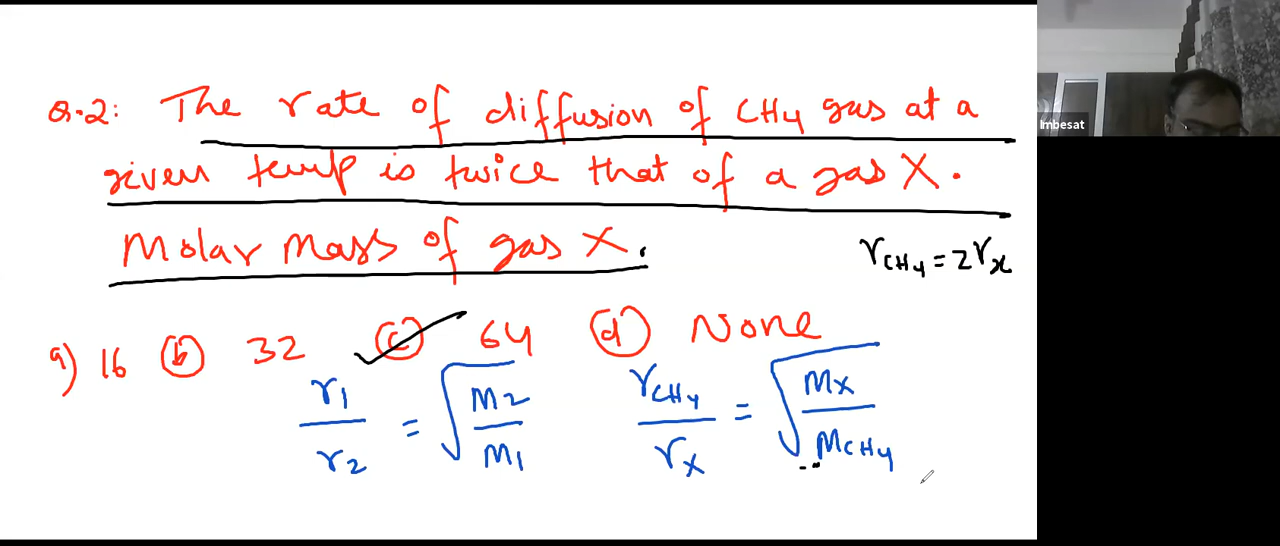 Q.2: The rate of diffusion of CH4 gas at a
given temp is twice that of a gas X.
Molar Mass of gas X.
rCH4 = 2rx
a) 16 (b) 32 (c) 64 (d) None
r1/r2 = √(M2/M1) rCH4/rX = √(MX/MCH4)
Imbesat